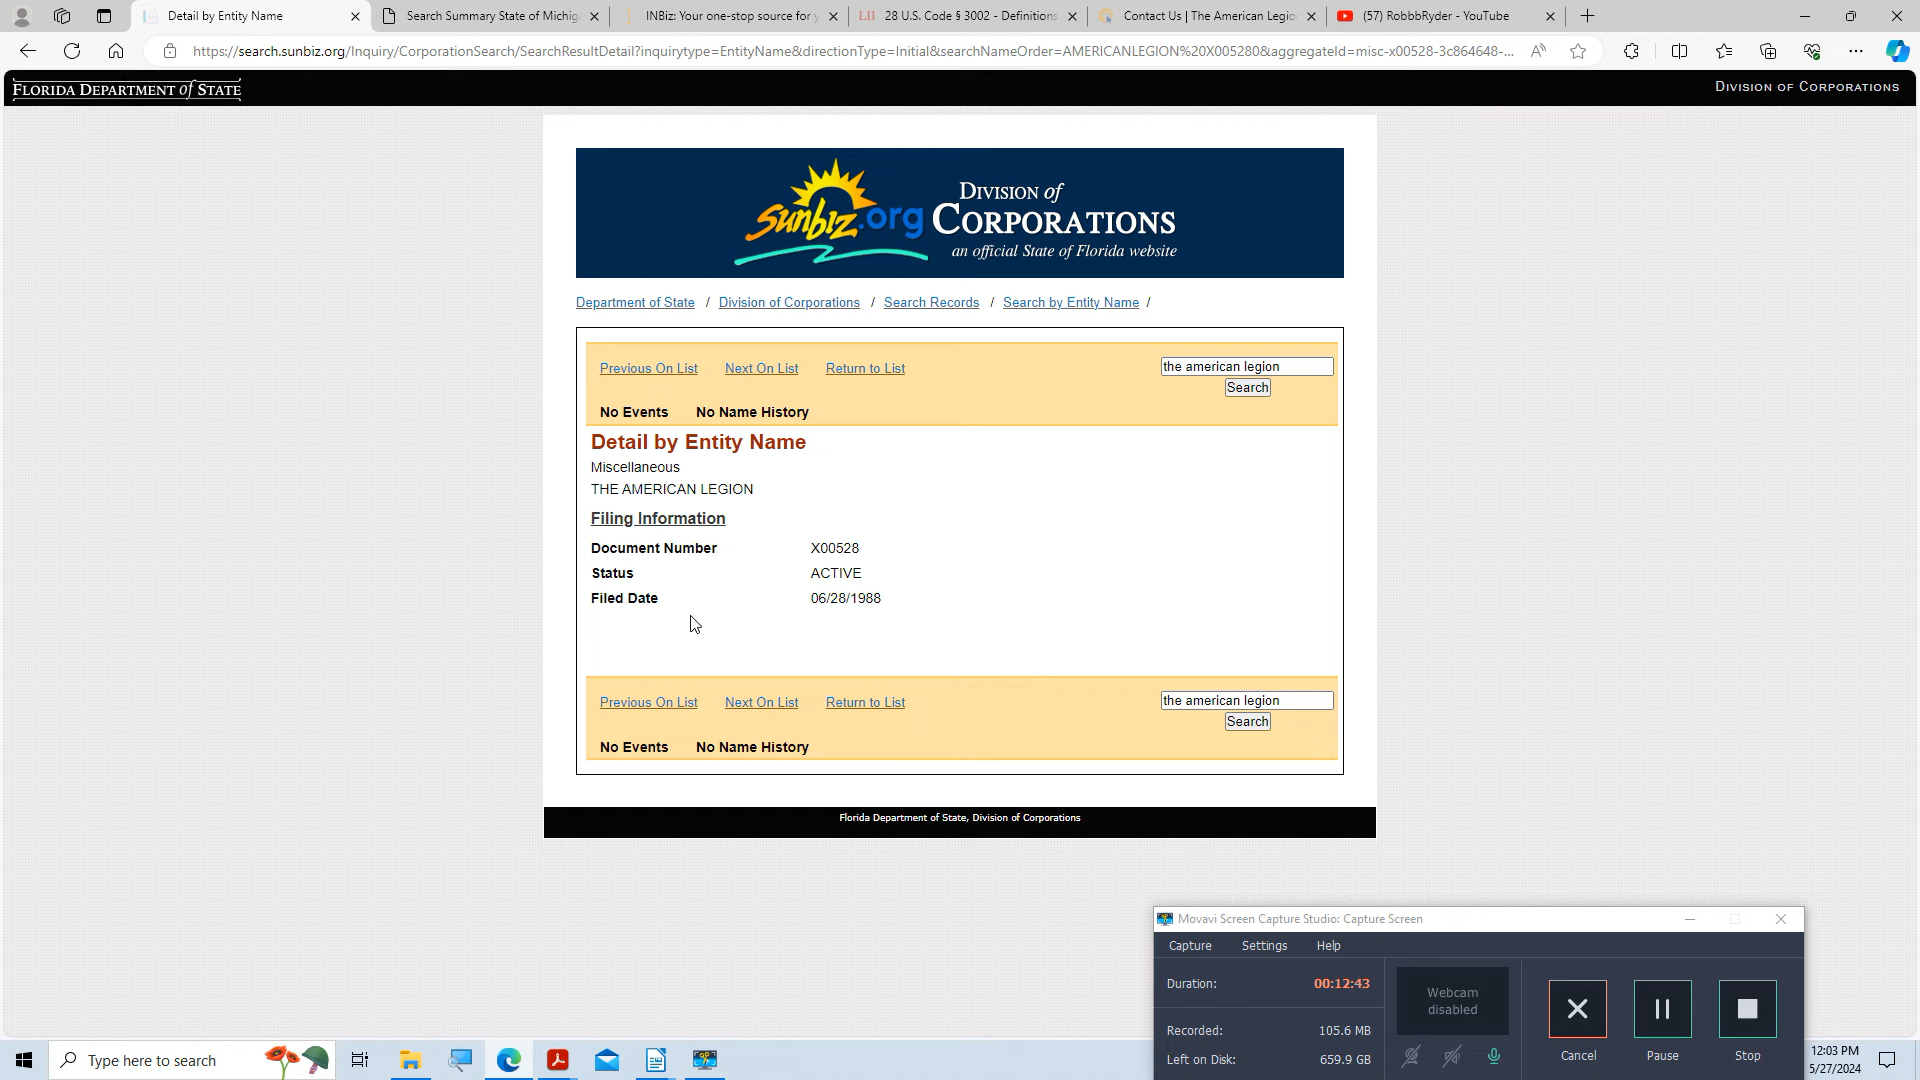 Detail by Entity Name
Search Summary State of Michig
INBiz: Your one-stop source for y
LII 28 U.S. Code § 3002 - Definitions
Contact Us | The American Legio
(57) RobbbRyder - YouTube
https://search.sunbiz.org/Inquiry/CorporationSearch/SearchResultDetail?inquirytype=EntityName&directionType=Initial&searchNameOrder=AMERICANLEGION%20X005280&aggregateId=misc-x00528-3c864648-...
FLORIDA DEPARTMENT of STATE
DIVISION OF CORPORATIONS
sunbiz.org
DIVISION of
CORPORATIONS
an official State of Florida website
Department of State / Division of Corporations / Search Records / Search by Entity Name /
Previous On List Next On List Return to List
the american legion
Search
No Events No Name History
Detail by Entity Name
Miscellaneous
THE AMERICAN LEGION
Filing Information
Document Number X00528
Status ACTIVE
Filed Date 06/28/1988
Previous On List Next On List Return to List
the american legion
Search
No Events No Name History
Florida Department of State, Division of Corporations
Movavi Screen Capture Studio: Capture Screen
Capture Settings Help
Duration: 00:12:43
Webcam
disabled
Recorded: 105.6 MB
Left on Disk: 659.9 GB
Cancel Pause Stop
Type here to search
12:03 PM
5/27/2024